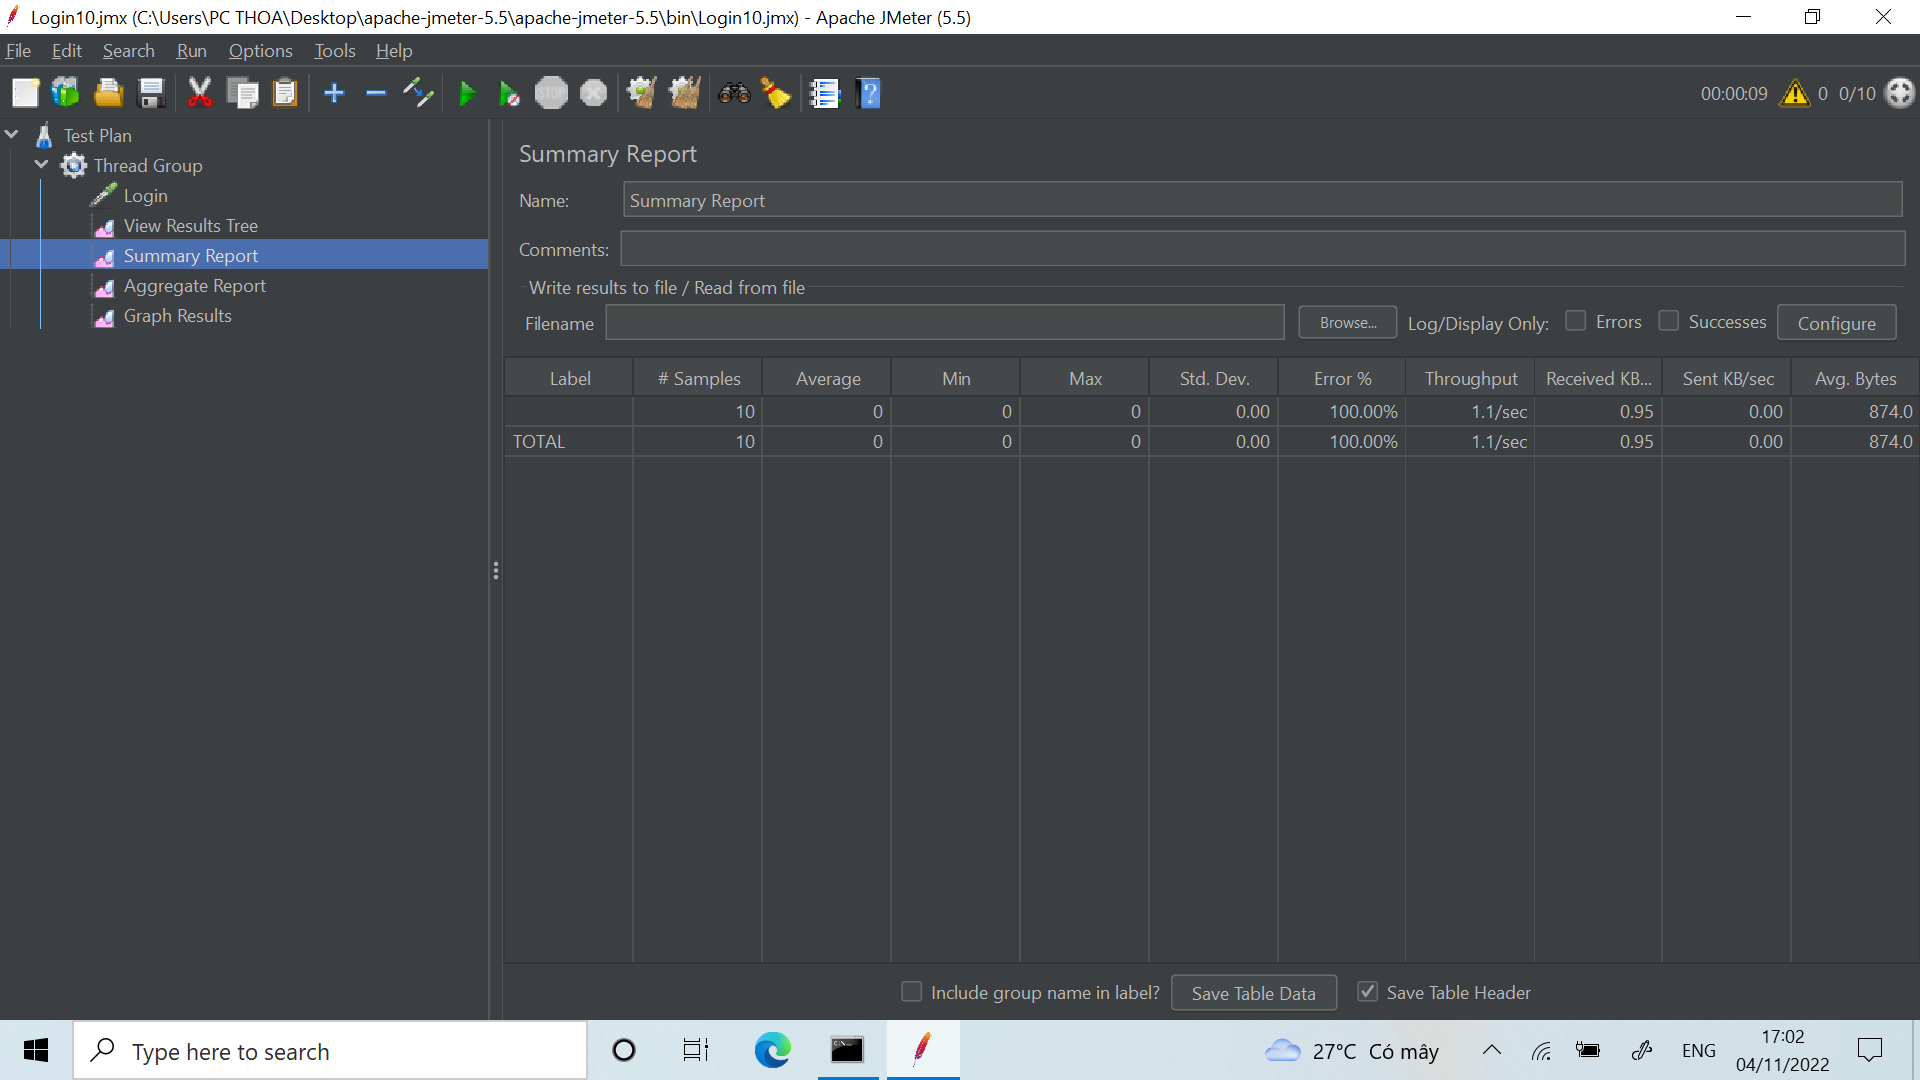 Login10.jmx (C:\Users\PC THOA\Desktop\apache-jmeter-5.5\apache-jmeter-5.5\bin\Login10.jmx) - Apache JMeter (5.5)
File Edit Search Run Options Tools Help
STOP
00:00:09 0 0/10
Test Plan
Thread Group
Login
View Results Tree
Summary Report
Aggregate Report
Graph Results
Summary Report
Name: Summary Report
Comments:
Write results to file / Read from file
Filename Browse... Log/Display Only: Errors Successes Configure
Label # Samples Average Min Max Std. Dev. Error % Throughput Received KB... Sent KB/sec Avg. Bytes
10 0 0 0 0.00 100.00% 1.1/sec 0.95 0.00 874.0
TOTAL 10 0 0 0 0.00 100.00% 1.1/sec 0.95 0.00 874.0
Include group name in label? Save Table Data Save Table Header
Type here to search
27°C Có mây
ENG
17:02
04/11/2022